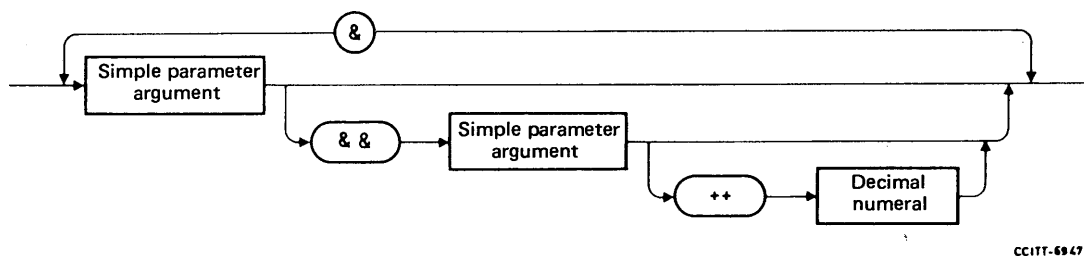 &
Simple parameter
argument
& &
Simple parameter
argument
++
Decimal
numeral
CCITT-6947